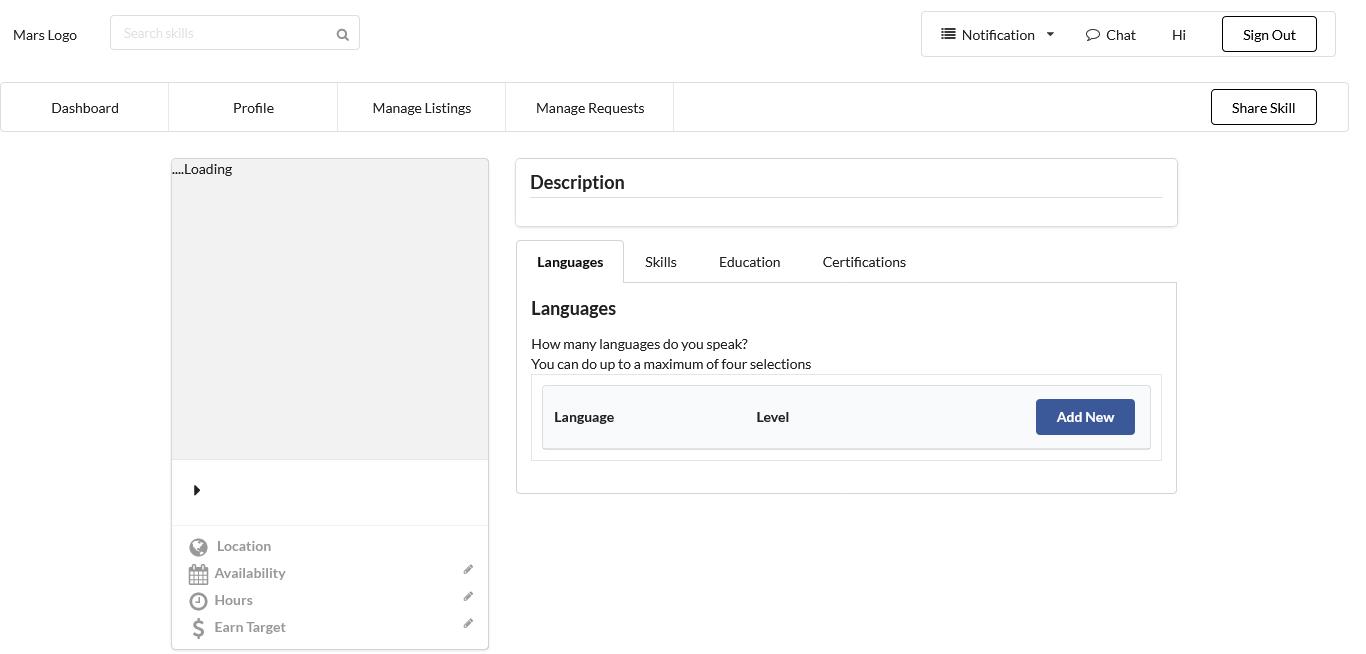 Mars Logo
Search skills
Notification
Chat
Hi
Sign Out
Dashboard
Profile
Manage Listings
Manage Requests
Share Skill
....Loading
Location
Availability
Hours
Earn Target
Description
Languages
Skills
Education
Certifications
Languages
How many languages do you speak?
You can do up to a maximum of four selections
Language
Level
Add New